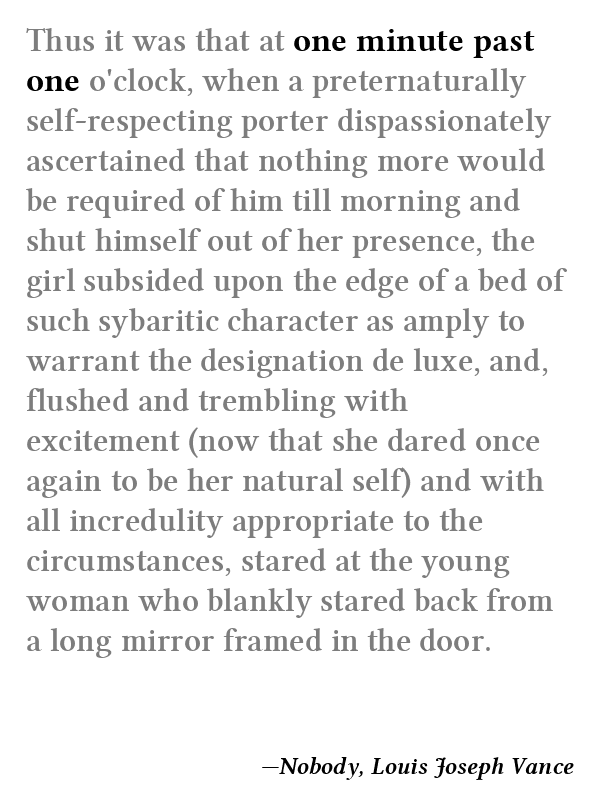 Thus it was that at one minute past
one o'clock, when a preternaturally
self-respecting porter dispassionately
ascertained that nothing more would
be required of him till morning and
shut himself out of her presence, the
girl subsided upon the edge of a bed of
such sybaritic character as amply to
warrant the designation de luxe, and,
flushed and trembling with
excitement (now that she dared once
again to be her natural self) and with
all incredulity appropriate to the
circumstances, stared at the young
woman who blankly stared back from
a long mirror framed in the door.
—Nobody, Louis Joseph Vance